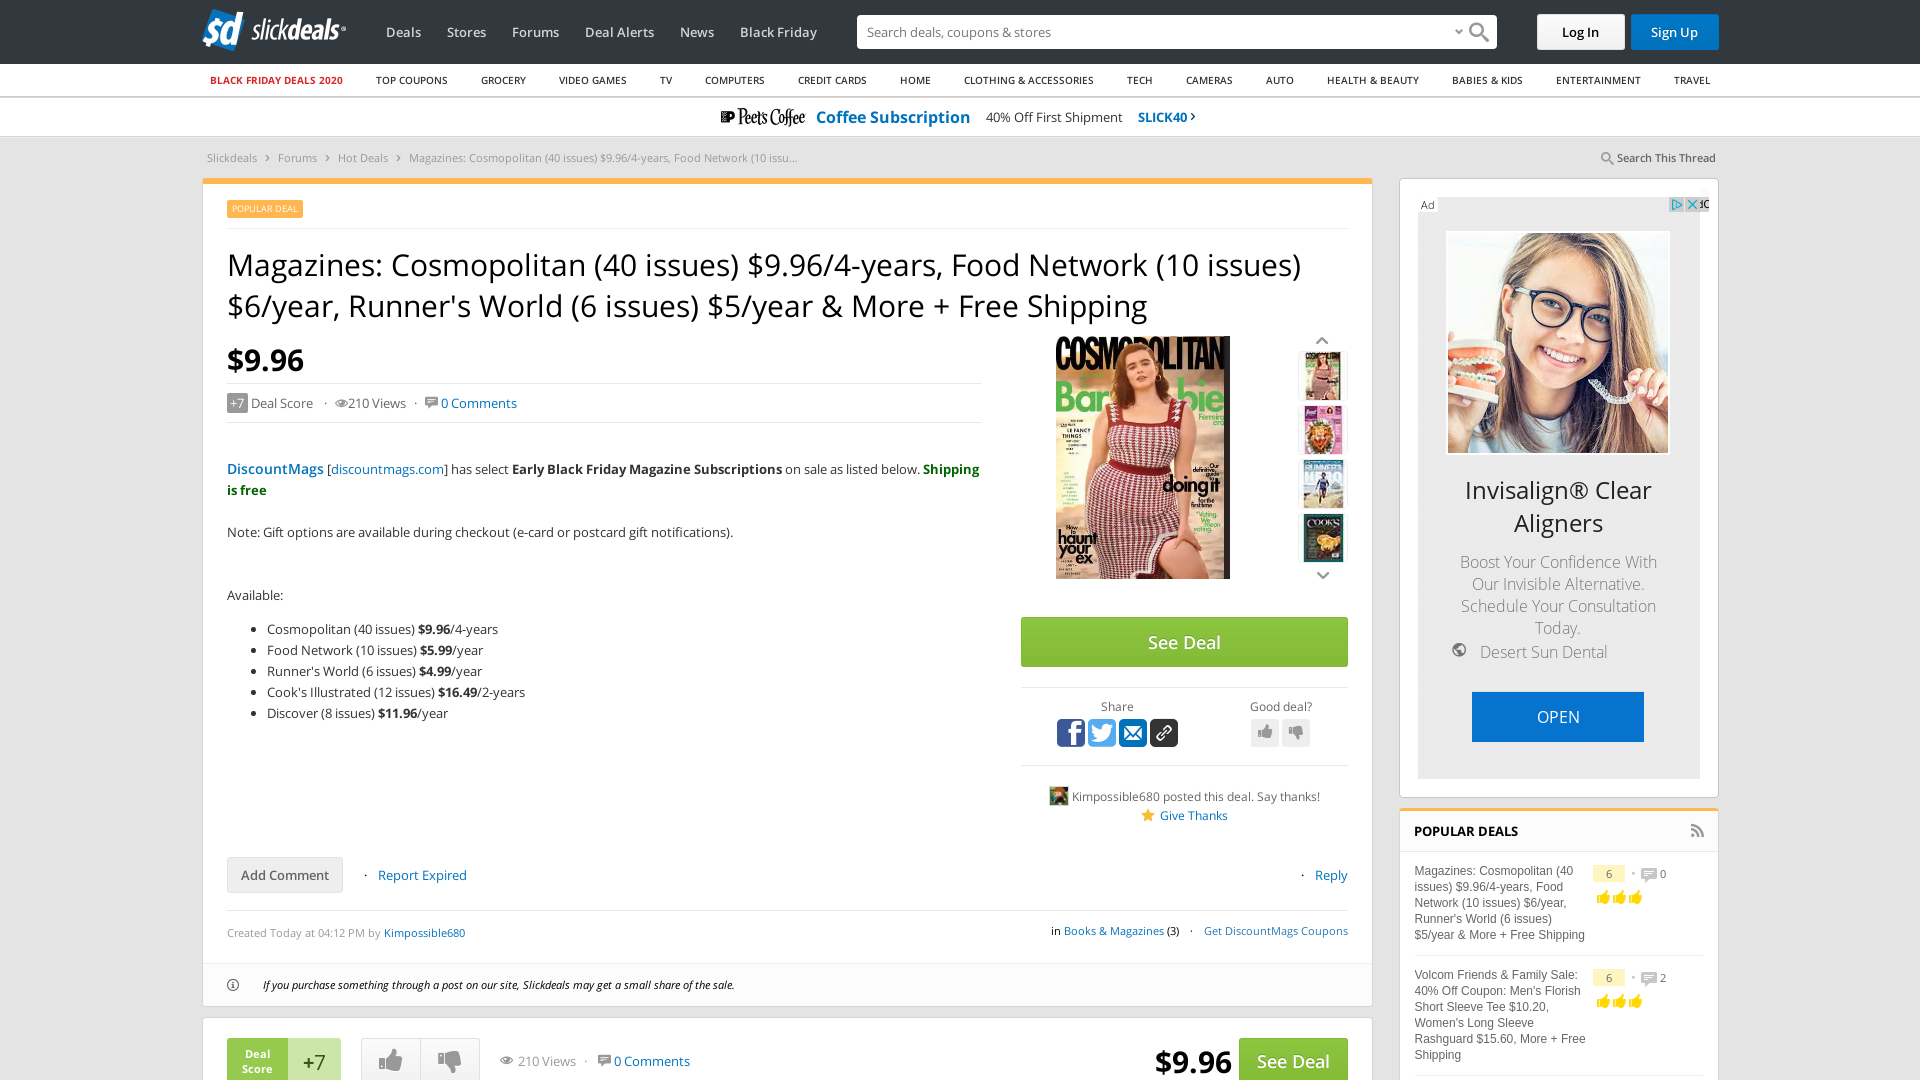 slickdeals
Deals
Stores
Forums
Deal Alerts
News
Black Friday
Search deals, coupons & stores
Log In
Sign Up
BLACK FRIDAY DEALS 2020
TOP COUPONS
GROCERY
VIDEO GAMES
TV
COMPUTERS
CREDIT CARDS
HOME
CLOTHING & ACCESSORIES
TECH
CAMERAS
AUTO
HEALTH & BEAUTY
BABIES & KIDS
ENTERTAINMENT
TRAVEL
Peet's Coffee Coffee Subscription 40% Off First Shipment SLICK40
Slickdeals › Forums › Hot Deals › Magazines: Cosmopolitan (40 issues) $9.96/4-years, Food Network (10 issu...
Search This Thread
POPULAR DEAL
Magazines: Cosmopolitan (40 issues) $9.96/4-years, Food Network (10 issues)
$6/year, Runner's World (6 issues) $5/year & More + Free Shipping
$9.96
+7 Deal Score · 210 Views · 0 Comments
DiscountMags [discountmags.com] has select Early Black Friday Magazine Subscriptions on sale as listed below. Shipping
is free
Note: Gift options are available during checkout (e-card or postcard gift notifications).
Available:
Cosmopolitan (40 issues) $9.96/4-years
Food Network (10 issues) $5.99/year
Runner's World (6 issues) $4.99/year
Cook's Illustrated (12 issues) $16.49/2-years
Discover (8 issues) $11.96/year
COSMOPOLITAN
Barbie
Ferreira
LE FANCY
THINGS
Our
definitive
guide to
doing it
for the
first time
"Voting.
We mean
voting."
How to
haunt
your
ex
See Deal
Share
Good deal?
Kimpossible680 posted this deal. Say thanks!
Give Thanks
Add Comment
· Report Expired
· Reply
Created Today at 04:12 PM by Kimpossible680
in Books & Magazines (3) · Get DiscountMags Coupons
If you purchase something through a post on our site, Slickdeals may get a small share of the sale.
Deal
Score
+7
210 Views · 0 Comments
$9.96
See Deal
Ad
Invisalign® Clear
Aligners
Boost Your Confidence With
Our Invisible Alternative.
Schedule Your Consultation
Today.
Desert Sun Dental
OPEN
POPULAR DEALS
Magazines: Cosmopolitan (40
issues) $9.96/4-years, Food
Network (10 issues) $6/year,
Runner's World (6 issues)
$5/year & More + Free Shipping
6 • 0
Volcom Friends & Family Sale:
40% Off Coupon: Men's Florish
Short Sleeve Tee $10.20,
Women's Long Sleeve
Rashguard $15.60, More + Free
Shipping
6 • 2